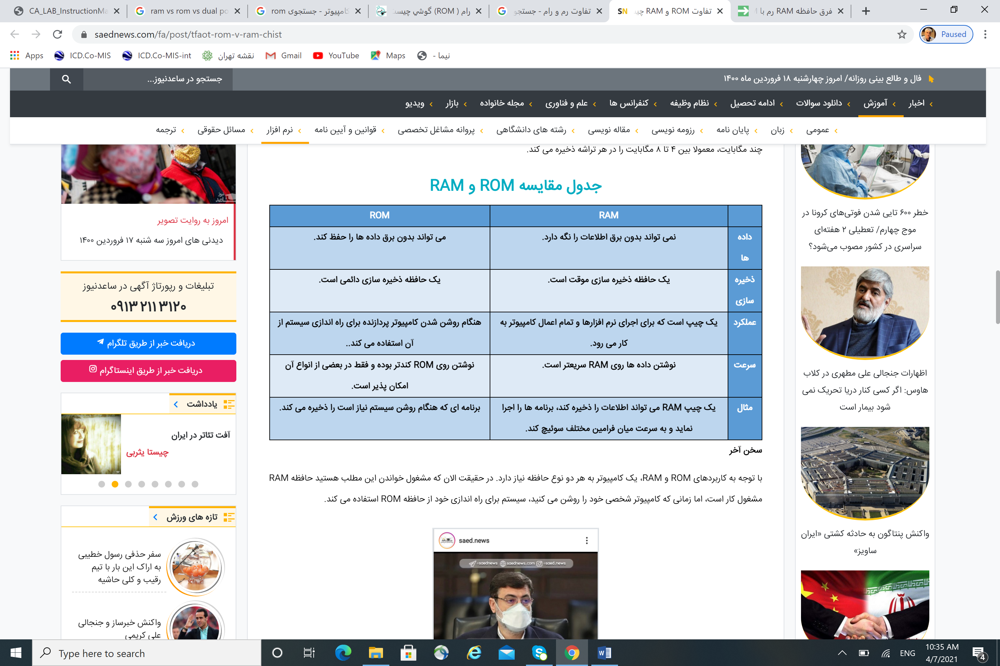 CA_LAB_InstructionMa
ram vs rom vs dual po
rom کامپیوتر - جستجوی
رام ( ROM) گوشي چیست
تفاوت رم و رام - جستجو
SN تفاوت ROM و RAM چی
فرق حافظه RAM رم با
saednews.com/fa/post/tfaot-rom-v-ram-chist
Paused
Apps
ICD.Co-MIS
ICD.Co-MIS-int
نقشه تهران
Gmail
YouTube
Maps
نیما -
فال و طالع بینی روزانه/ امروز چهارشنبه ۱۸ فروردین ماه ۱۴۰۰
جستجو در ساعدنیوز...
اخبار
آموزش
دانلود سوالات
ادامه تحصیل
نظام وظیفه
کنفرانس ها
علم و فناوری
مجله خانواده
بازار
ویدیو
عمومی
زبان
پایان نامه
رزومه نویسی
مقاله نویسی
رشته های دانشگاهی
پروانه مشاغل تخصصی
قوانین و آیین نامه
نرم افزار
مسائل حقوقی
ترجمه
خطر ۶۰۰ تایی شدن فوتی‌های کرونا در
موج چهارم/ تعطیلی ۲ هفته‌ای
سراسری در کشور مصوب می‌شود؟
اظهارات جنجالی علی مطهری در کلاب
هاوس: اگر کسی کنار دریا تحریک نمی
شود بیمار است
واکنش پنتاگون به حادثه کشتی «ایران
ساویز»
چند مگابایت، معمولا بین ۴ تا ۸ مگابایت را در هر تراشه ذخیره می کند.
جدول مقایسه ROM و RAM
RAM
ROM
داده
ها
نمی تواند بدون برق اطلاعات را نگه دارد.
می تواند بدون برق داده ها را حفظ کند.
ذخیره
سازی
یک حافظه ذخیره سازی موقت است.
یک حافظه ذخیره سازی دائمی است.
عملکرد
یک چیپ است که برای اجرای نرم افزارها و تمام اعمال کامپیوتر به
کار می رود.
هنگام روشن شدن کامپیوتر پردازنده برای راه اندازی سیستم از
آن استفاده می کند..
سرعت
نوشتن داده ها روی RAM سریعتر است.
نوشتن روی ROM کندتر بوده و فقط در بعضی از انواع آن
امکان پذیر است.
مثال
یک چیپ RAM می تواند اطلاعات را ذخیره کند، برنامه ها را اجرا
نماید و به سرعت میان فرامین مختلف سوئیچ کند.
برنامه ای که هنگام روشن سیستم نیاز است را ذخیره می کند.
سخن آخر
با توجه به کاربردهای ROM و RAM، یک کامپیوتر به هر دو نوع حافظه نیاز دارد. در حقیقت الان که مشغول خواندن این مطلب هستید حافظه RAM
مشغول کار است، اما زمانی که کامپیوتر شخصی خود را روشن می کنید، سیستم برای راه اندازی خود از حافظه ROM استفاده می کند.
saed.news
saednews saednews.com saed.news
امروز به روایت تصویر
دیدنی های امروز سه شنبه ۱۷ فروردین ۱۴۰۰
تبلیغات و رپورتاژ آگهی در ساعدنیوز
۰۹۱۳ ۲۱۱ ۳۱۲۰
دریافت خبر از طریق تلگرام
دریافت خبر از طریق اینستاگرام
یادداشت
آفت تئاتر در ایران
چیستا یثربی
تازه های ورزش
سفر حذفی رسول خطیبی
به اراک این بار با تیم
رقیب و کلی حاشیه
واکنش خبرساز و جنجالی
علی کریمی
Type here to search
ENG
10:35 AM
4/7/2021
4